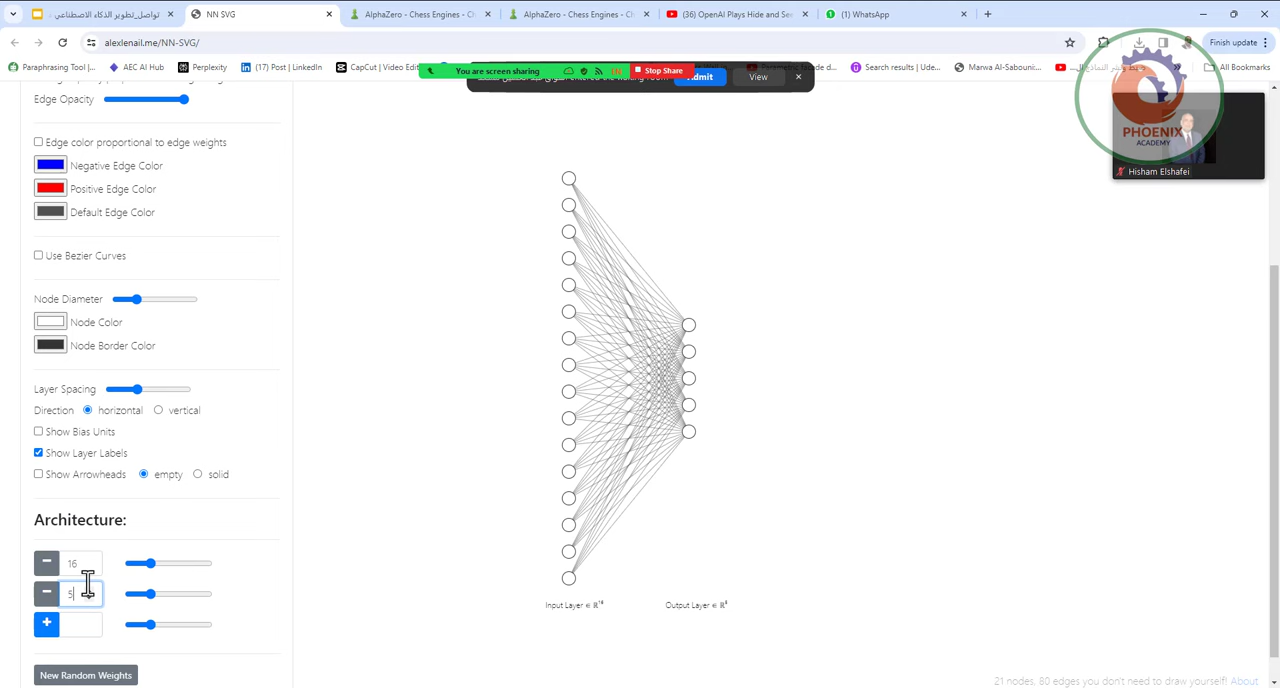 تواصل_تطوير الذكاء الاصطناعي
NN SVG
AlphaZero - Chess Engines - Ch
AlphaZero - Chess Engines - Ch
(36) OpenAI Plays Hide and See
(1) WhatsApp
alexlenail.me/NN-SVG/
Finish update
Paraphrasing Tool |...
AEC AI Hub
Perplexity
(17) Post | LinkedIn
CapCut | Video Edit
You are screen sharing
Stop Share
Parametric facade d...
Search results | Ude...
Marwa Al-Sabouni:...
All Bookmarks
View
Edge Opacity
Edge color proportional to edge weights
Negative Edge Color
Positive Edge Color
Default Edge Color
Use Bezier Curves
Node Diameter
Node Color
Node Border Color
Layer Spacing
Direction horizontal vertical
Show Bias Units
Show Layer Labels
Show Arrowheads empty solid
Architecture:
16
5
New Random Weights
Input Layer ∈ ℝ¹⁶
Output Layer ∈ ℝ⁵
21 nodes, 80 edges you don't need to draw yourself! About
PHOENIX
ACADEMY
Hisham Elshafei